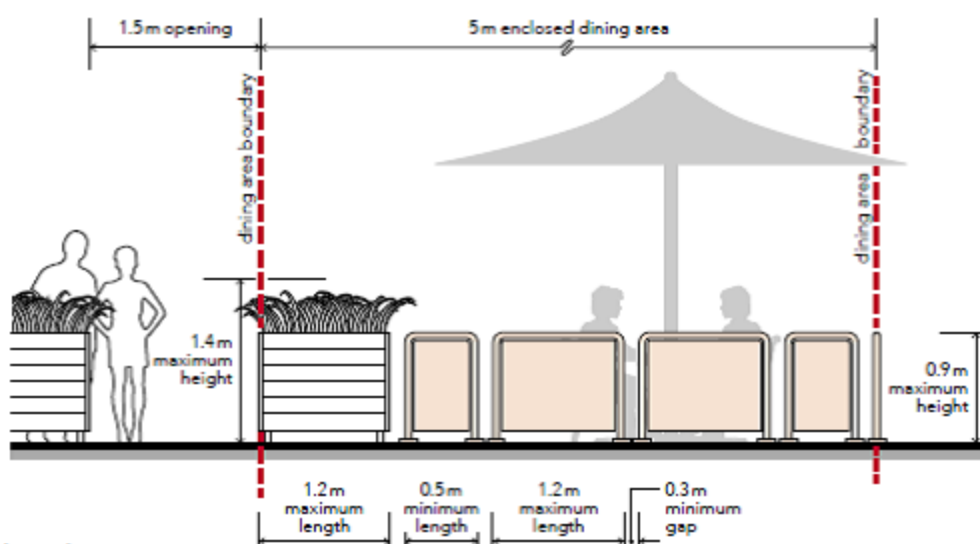 1.5m opening
5m enclosed dining area
dining area boundary
dining area boundary
1.4m
maximum
height
0.9m
maximum
height
1.2m
maximum
length
0.5m
minimum
length
1.2m
maximum
length
0.3m
minimum
gap